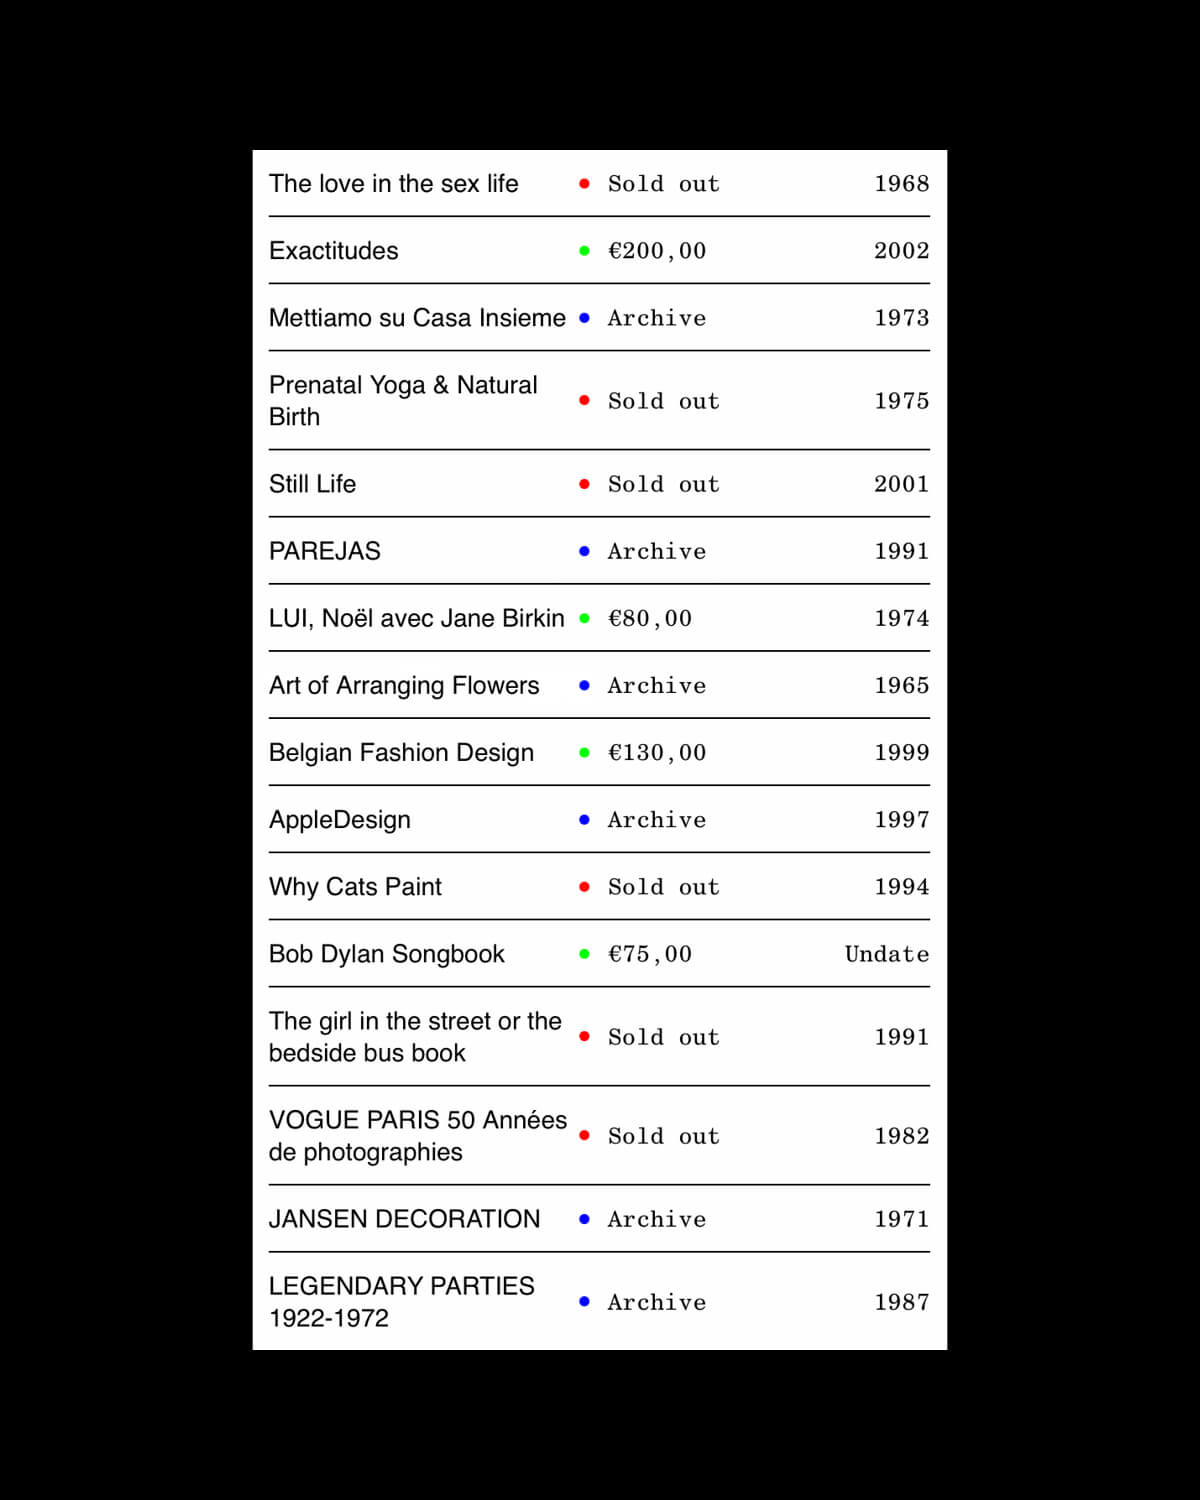 The love in the sex life • Sold out 1968
Exactitudes • €200,00 2002
Mettiamo su Casa Insieme • Archive 1973
Prenatal Yoga & Natural
Birth • Sold out 1975
Still Life • Sold out 2001
PAREJAS • Archive 1991
LUI, Noël avec Jane Birkin • €80,00 1974
Art of Arranging Flowers • Archive 1965
Belgian Fashion Design • €130,00 1999
AppleDesign • Archive 1997
Why Cats Paint • Sold out 1994
Bob Dylan Songbook • €75,00 Undate
The girl in the street or the
bedside bus book • Sold out 1991
VOGUE PARIS 50 Années
de photographies • Sold out 1982
JANSEN DECORATION • Archive 1971
LEGENDARY PARTIES
1922-1972 • Archive 1987